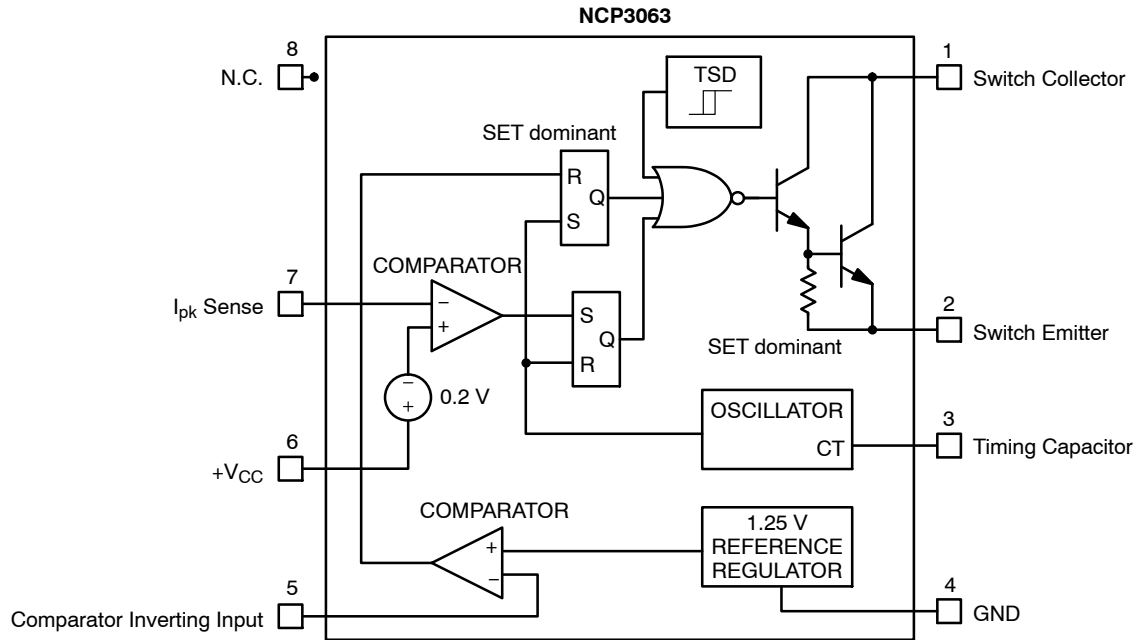 NCP3063
8
N.C.
1
Switch Collector
TSD
SET dominant
R
Q
S
COMPARATOR
7
Ipk Sense
−
+
S
Q
R
2
Switch Emitter
SET dominant
−
+
0.2 V
OSCILLATOR
CT
3
Timing Capacitor
6
+VCC
COMPARATOR
+
−
1.25 V
REFERENCE
REGULATOR
5
Comparator Inverting Input
4
GND